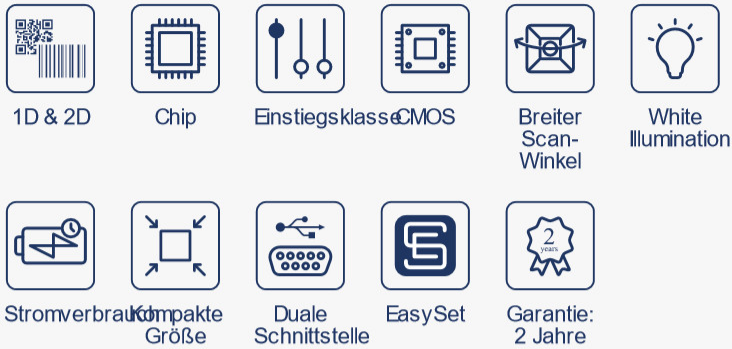 1D & 2D
Chip
Einstiegsklasse
CMOS
Breiter
Scan-
Winkel
White
Illumination
Stromverbrauch
Kompakte
Größe
2
years
Duale
Schnittstelle
EasySet
Garantie:
2 Jahre